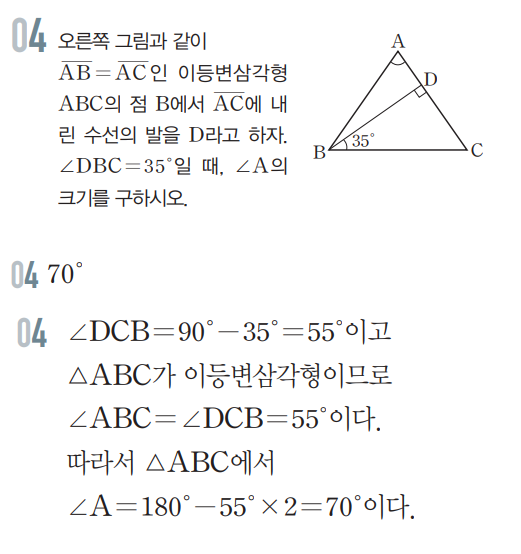 04 오른쪽 그림과 같이
A
AB=AC인 이등변삼각형
D
ABC의 점 B에서 AC에 내
린 수선의 발을 D라고 하자.
B 35° C
∠DBC=35°일 때, ∠A의
크기를 구하시오.
04 70°
04 ∠DCB=90°-35°=55°이고
△ABC가 이등변삼각형이므로
∠ABC=∠DCB=55°이다.
따라서 △ABC에서
∠A=180°-55°×2=70°이다.